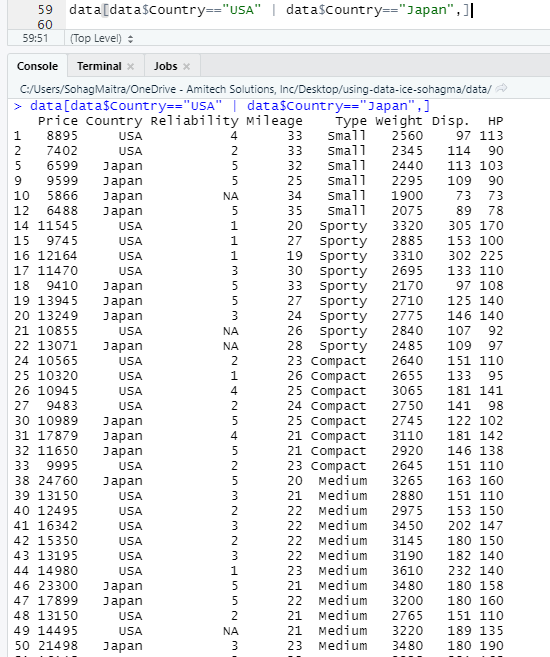 59 data[data$Country=="USA" | data$Country=="Japan",]
60
59:51 (Top Level)
Console Terminal Jobs
C:/Users/SohagMaitra/OneDrive - Amitech Solutions, Inc/Desktop/using-data-ice-sohagma/data/
> data[data$Country=="USA" | data$Country=="Japan",]
Price Country Reliability Mileage Type Weight Disp. HP
1 8895 USA 4 33 Small 2560 97 113
2 7402 USA 2 33 Small 2345 114 90
5 6599 Japan 5 32 Small 2440 113 103
9 9599 Japan 5 25 Small 2295 109 90
10 5866 Japan NA 34 Small 1900 73 73
12 6488 Japan 5 35 Small 2075 89 78
14 11545 USA 1 20 Sporty 3320 305 170
15 9745 USA 1 27 Sporty 2885 153 100
16 12164 USA 1 19 Sporty 3310 302 225
17 11470 USA 3 30 Sporty 2695 133 110
18 9410 Japan 5 33 Sporty 2170 97 108
19 13945 Japan 5 27 Sporty 2710 125 140
20 13249 Japan 3 24 Sporty 2775 146 140
21 10855 USA NA 26 Sporty 2840 107 92
22 13071 Japan NA 28 Sporty 2485 109 97
24 10565 USA 2 23 Compact 2640 151 110
25 10320 USA 1 26 Compact 2655 133 95
26 10945 USA 4 25 Compact 3065 181 141
27 9483 USA 2 24 Compact 2750 141 98
30 10989 Japan 5 25 Compact 2745 122 102
31 17879 Japan 4 21 Compact 3110 181 142
32 11650 Japan 5 21 Compact 2920 146 138
33 9995 USA 2 23 Compact 2645 151 110
38 24760 Japan 5 20 Medium 3265 163 160
39 13150 USA 3 21 Medium 2880 151 110
40 12495 USA 2 22 Medium 2975 153 150
41 16342 USA 3 22 Medium 3450 202 147
42 15350 USA 2 22 Medium 3145 180 150
43 13195 USA 3 22 Medium 3190 182 140
44 14980 USA 1 23 Medium 3610 232 140
46 23300 Japan 5 21 Medium 3480 180 158
47 17899 Japan 5 22 Medium 3200 180 160
48 13150 USA 2 21 Medium 2765 151 110
49 14495 USA NA 21 Medium 3220 189 135
50 21498 Japan 3 23 Medium 3480 180 190